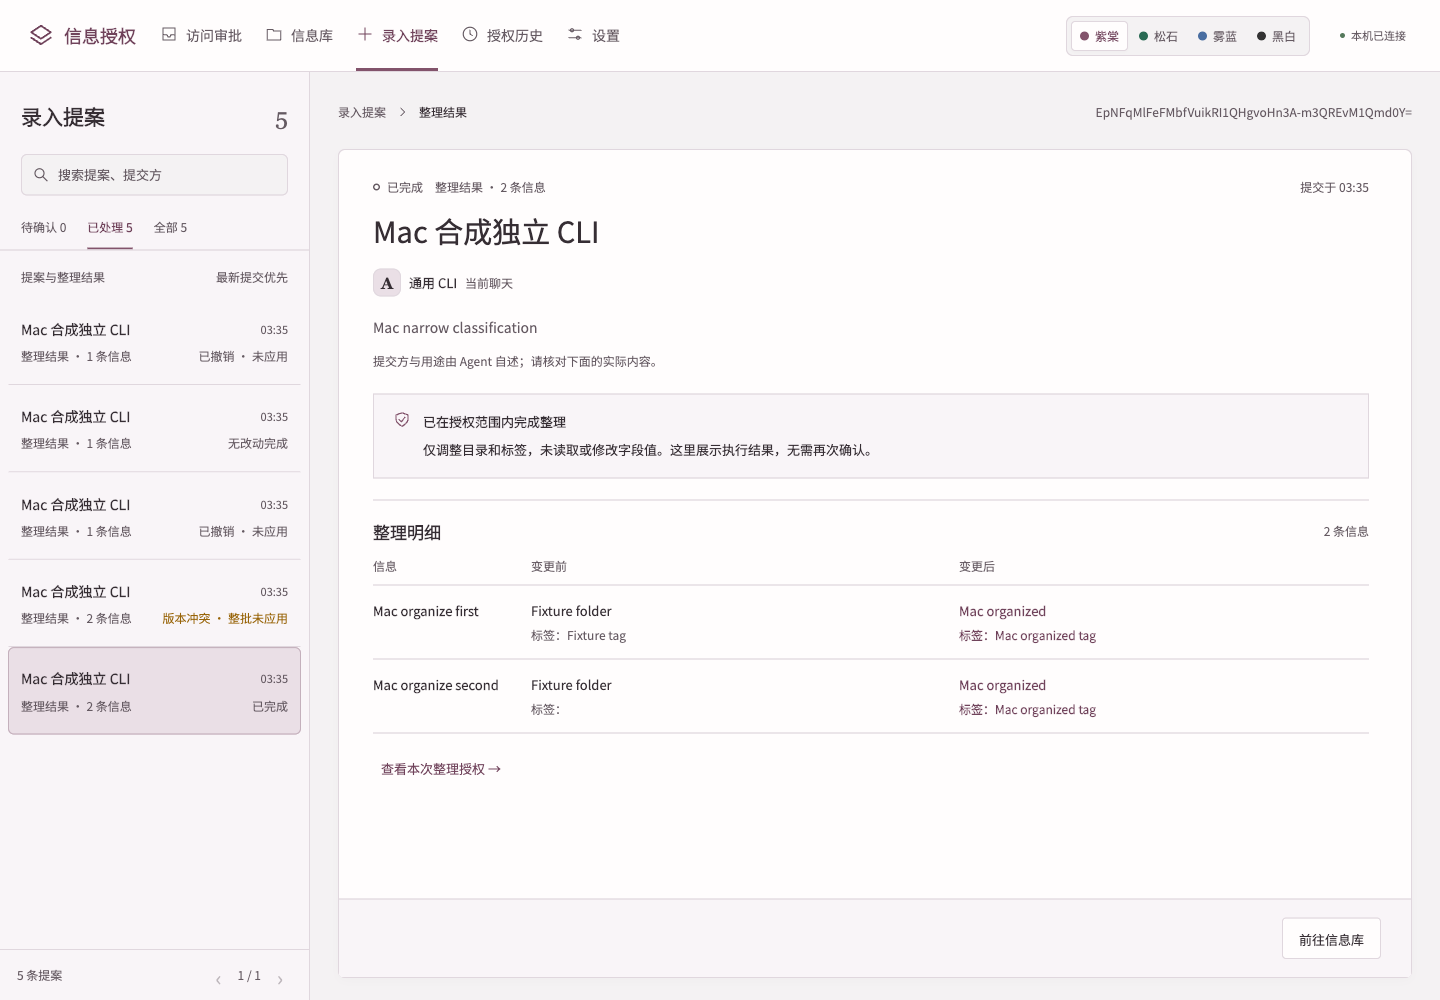 信息授权 访问审批 信息库 录入提案 授权历史 设置 紫棠 松石 雾蓝 黑白 本机已连接
录入提案 5
搜索提案、提交方
待确认 0 已处理 5 全部 5
提案与整理结果 最新提交优先
Mac 合成独立 CLI 03:35
整理结果 · 1 条信息 已撤销 · 未应用
Mac 合成独立 CLI 03:35
整理结果 · 1 条信息 无改动完成
Mac 合成独立 CLI 03:35
整理结果 · 1 条信息 已撤销 · 未应用
Mac 合成独立 CLI 03:35
整理结果 · 2 条信息 版本冲突 · 整批未应用
Mac 合成独立 CLI 03:35
整理结果 · 2 条信息 已完成
5 条提案 ‹ 1 / 1 ›
录入提案 > 整理结果 EpNFqMlFeFMbfVuikRI1QHgvoHn3A-m3QREvM1Qmd0Y=
已完成 整理结果 · 2 条信息 提交于 03:35
Mac 合成独立 CLI
A 通用 CLI 当前聊天
Mac narrow classification
提交方与用途由 Agent 自述；请核对下面的实际内容。
已在授权范围内完成整理
仅调整目录和标签，未读取或修改字段值。这里展示执行结果，无需再次确认。
整理明细 2 条信息
信息 变更前 变更后
Mac organize first Fixture folder Mac organized
标签：Fixture tag 标签：Mac organized tag
Mac organize second Fixture folder Mac organized
标签： 标签：Mac organized tag
查看本次整理授权 →
前往信息库